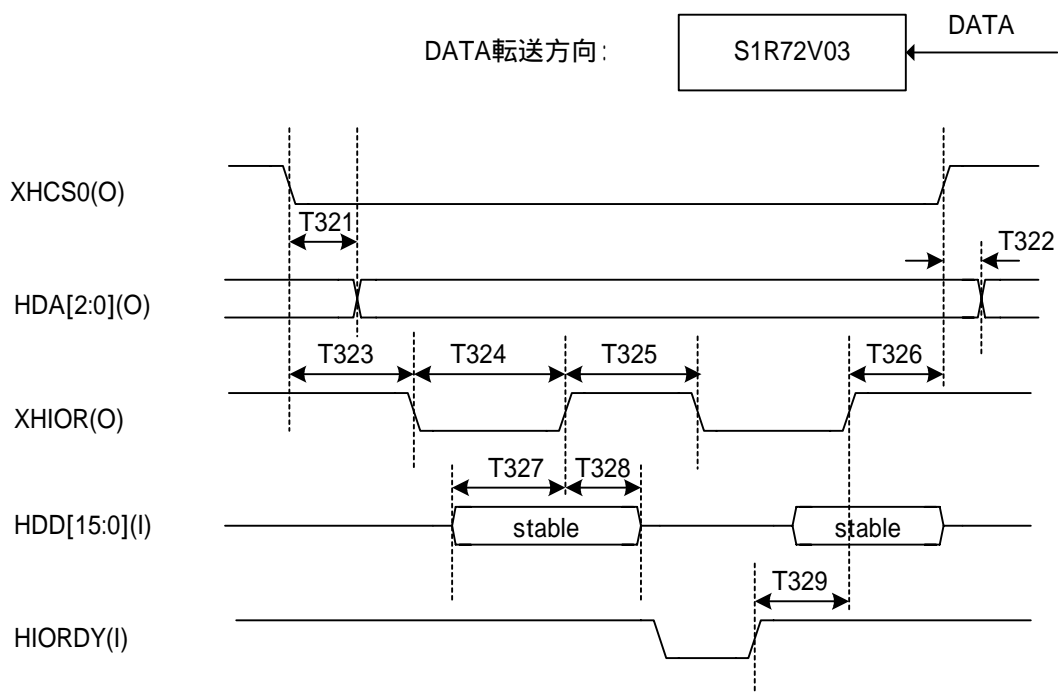 DATA
DATA転送方向:
S1R72V03
XHCS0(O)
T321
T322
HDA[2:0](O)
T323
T324
T325
T326
XHIOR(O)
T327
T328
HDD[15:0](I)
stable
stable
T329
HIORDY(I)